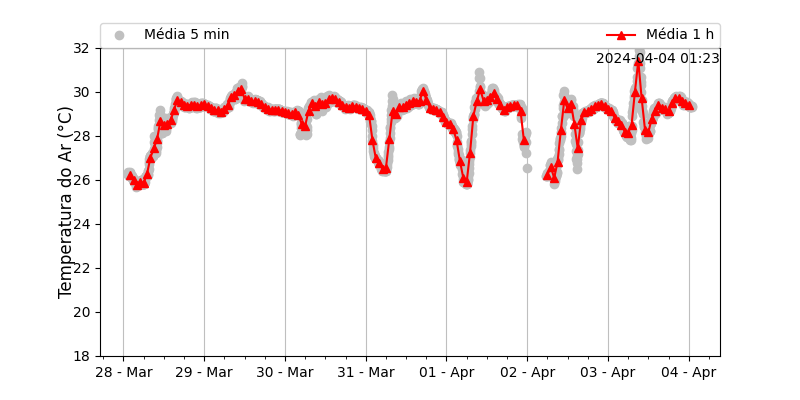 Média 5 min
Média 1 h
2024-04-04 01:23
Temperatura do Ar (°C)
32
30
28
26
24
22
20
18
28 - Mar
29 - Mar
30 - Mar
31 - Mar
01 - Apr
02 - Apr
03 - Apr
04 - Apr